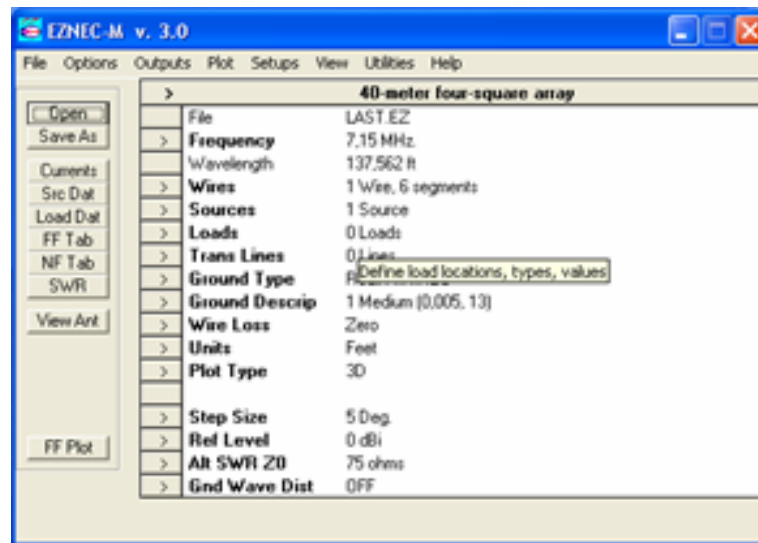 EZNEC-M v. 3.0
File Options Outputs Plot Setups View Utilities Help
Open
Save As
Currents
Src Dat
Load Dat
FF Tab
NF Tab
SWR
View Ant
FF Plot
> 40-meter four-square array
File LAST.EZ
> Frequency 7,15 MHz.
Wavelength 137,562 ft
> Wires 1 Wire, 6 segments
> Sources 1 Source
> Loads 0 Loads
> Trans Lines 0 Lines
Define load locations, types, values
> Ground Type
> Ground Descrip 1 Medium (0,005, 13)
> Wire Loss Zero
> Units Feet
> Plot Type 3D
> Step Size 5 Deg.
> Ref Level 0 dBi
> Alt SWR Z0 75 ohms
> Gnd Wave Dist OFF